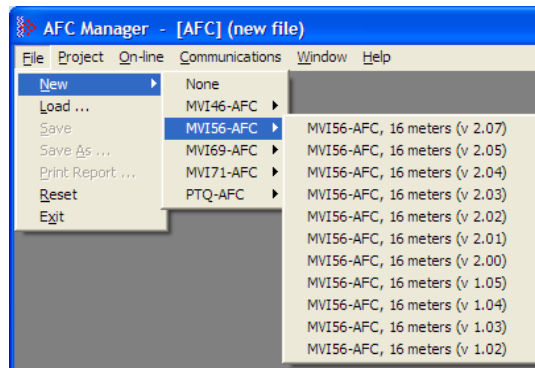 AFC Manager - [AFC] (new file)
File Project On-line Communications Window Help
New
Load ...
Save
Save As ...
Print Report ...
Reset
Exit
None
MVI46-AFC
MVI56-AFC
MVI69-AFC
MVI71-AFC
PTQ-AFC
MVI56-AFC, 16 meters (v 2.07)
MVI56-AFC, 16 meters (v 2.05)
MVI56-AFC, 16 meters (v 2.04)
MVI56-AFC, 16 meters (v 2.03)
MVI56-AFC, 16 meters (v 2.02)
MVI56-AFC, 16 meters (v 2.01)
MVI56-AFC, 16 meters (v 2.00)
MVI56-AFC, 16 meters (v 1.05)
MVI56-AFC, 16 meters (v 1.04)
MVI56-AFC, 16 meters (v 1.03)
MVI56-AFC, 16 meters (v 1.02)